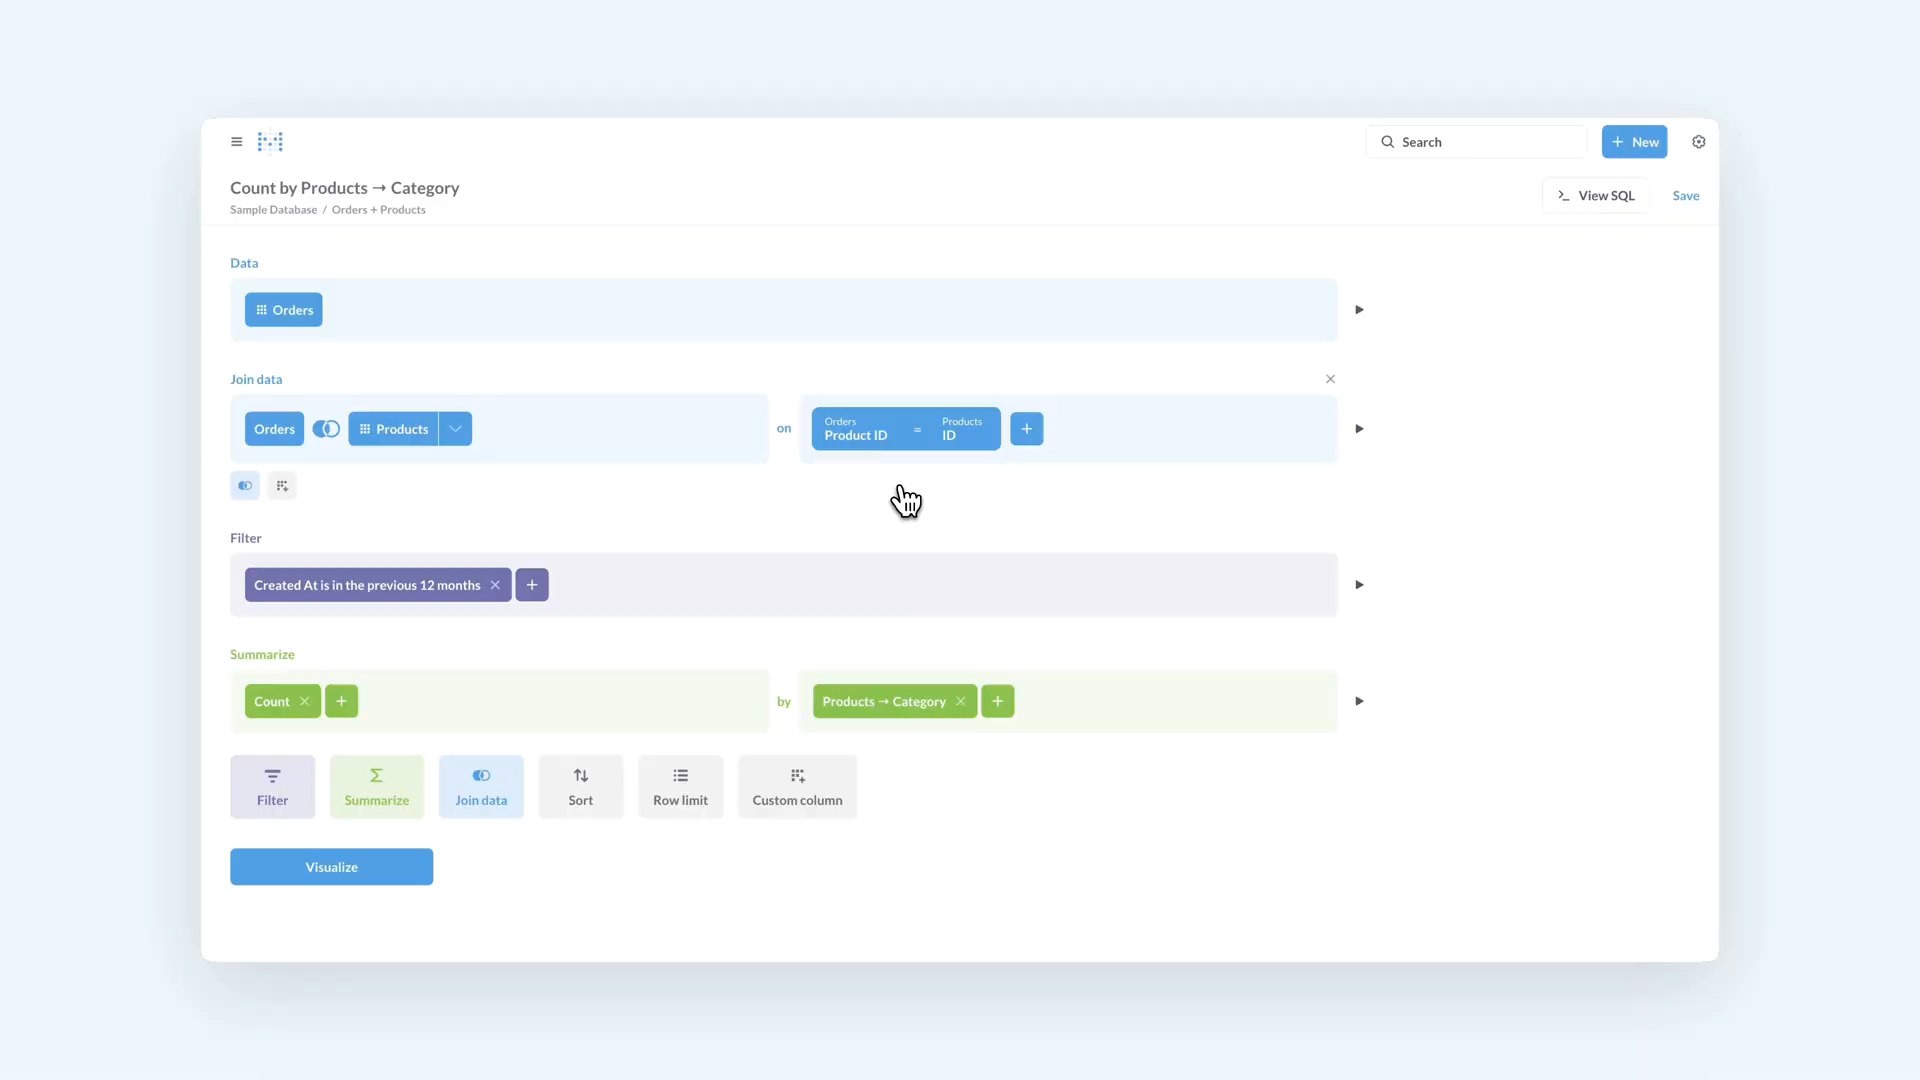 Search
+ New
Count by Products → Category
Sample Database / Orders + Products
>_ View SQL
Save
Data
Orders
Join data
Orders
Products
on
Orders
Product ID
=
Products
ID
+
Filter
Created At is in the previous 12 months
+
Summarize
Count
+
by
Products → Category
+
Filter
Σ
Summarize
Join data
Sort
Row limit
Custom column
Visualize